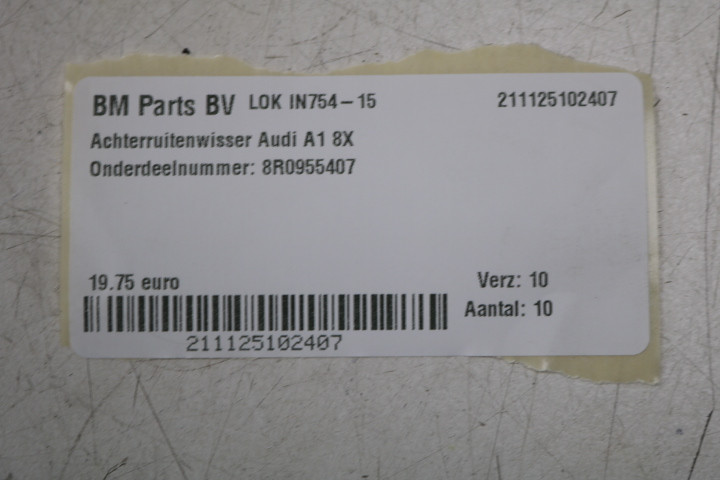 BM Parts BV LOK IN754-15 211125102407
Achterruitenwisser Audi A1 8X
Onderdeelnummer: 8R0955407
19.75 euro Verz: 10
Aantal: 10
211125102407